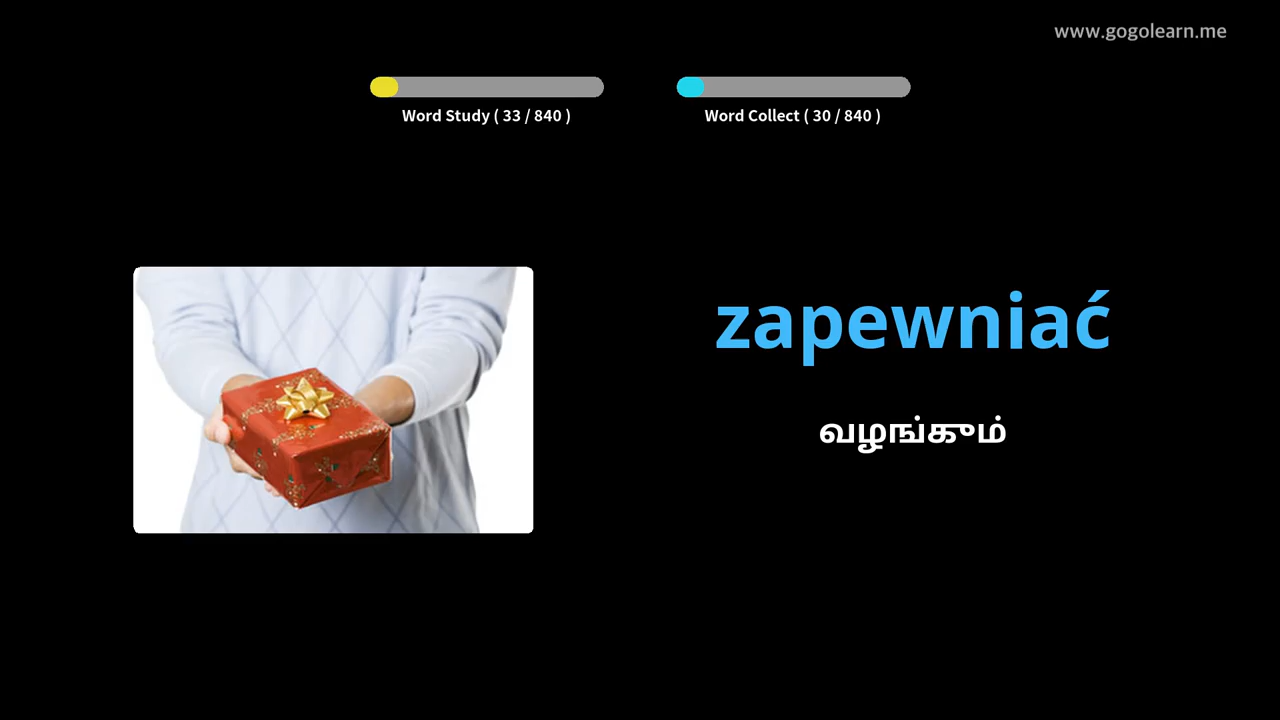 www.gogolearn.me
Word Study ( 33 / 840 )
Word Collect ( 30 / 840 )
zapewniać
வழங்கும்